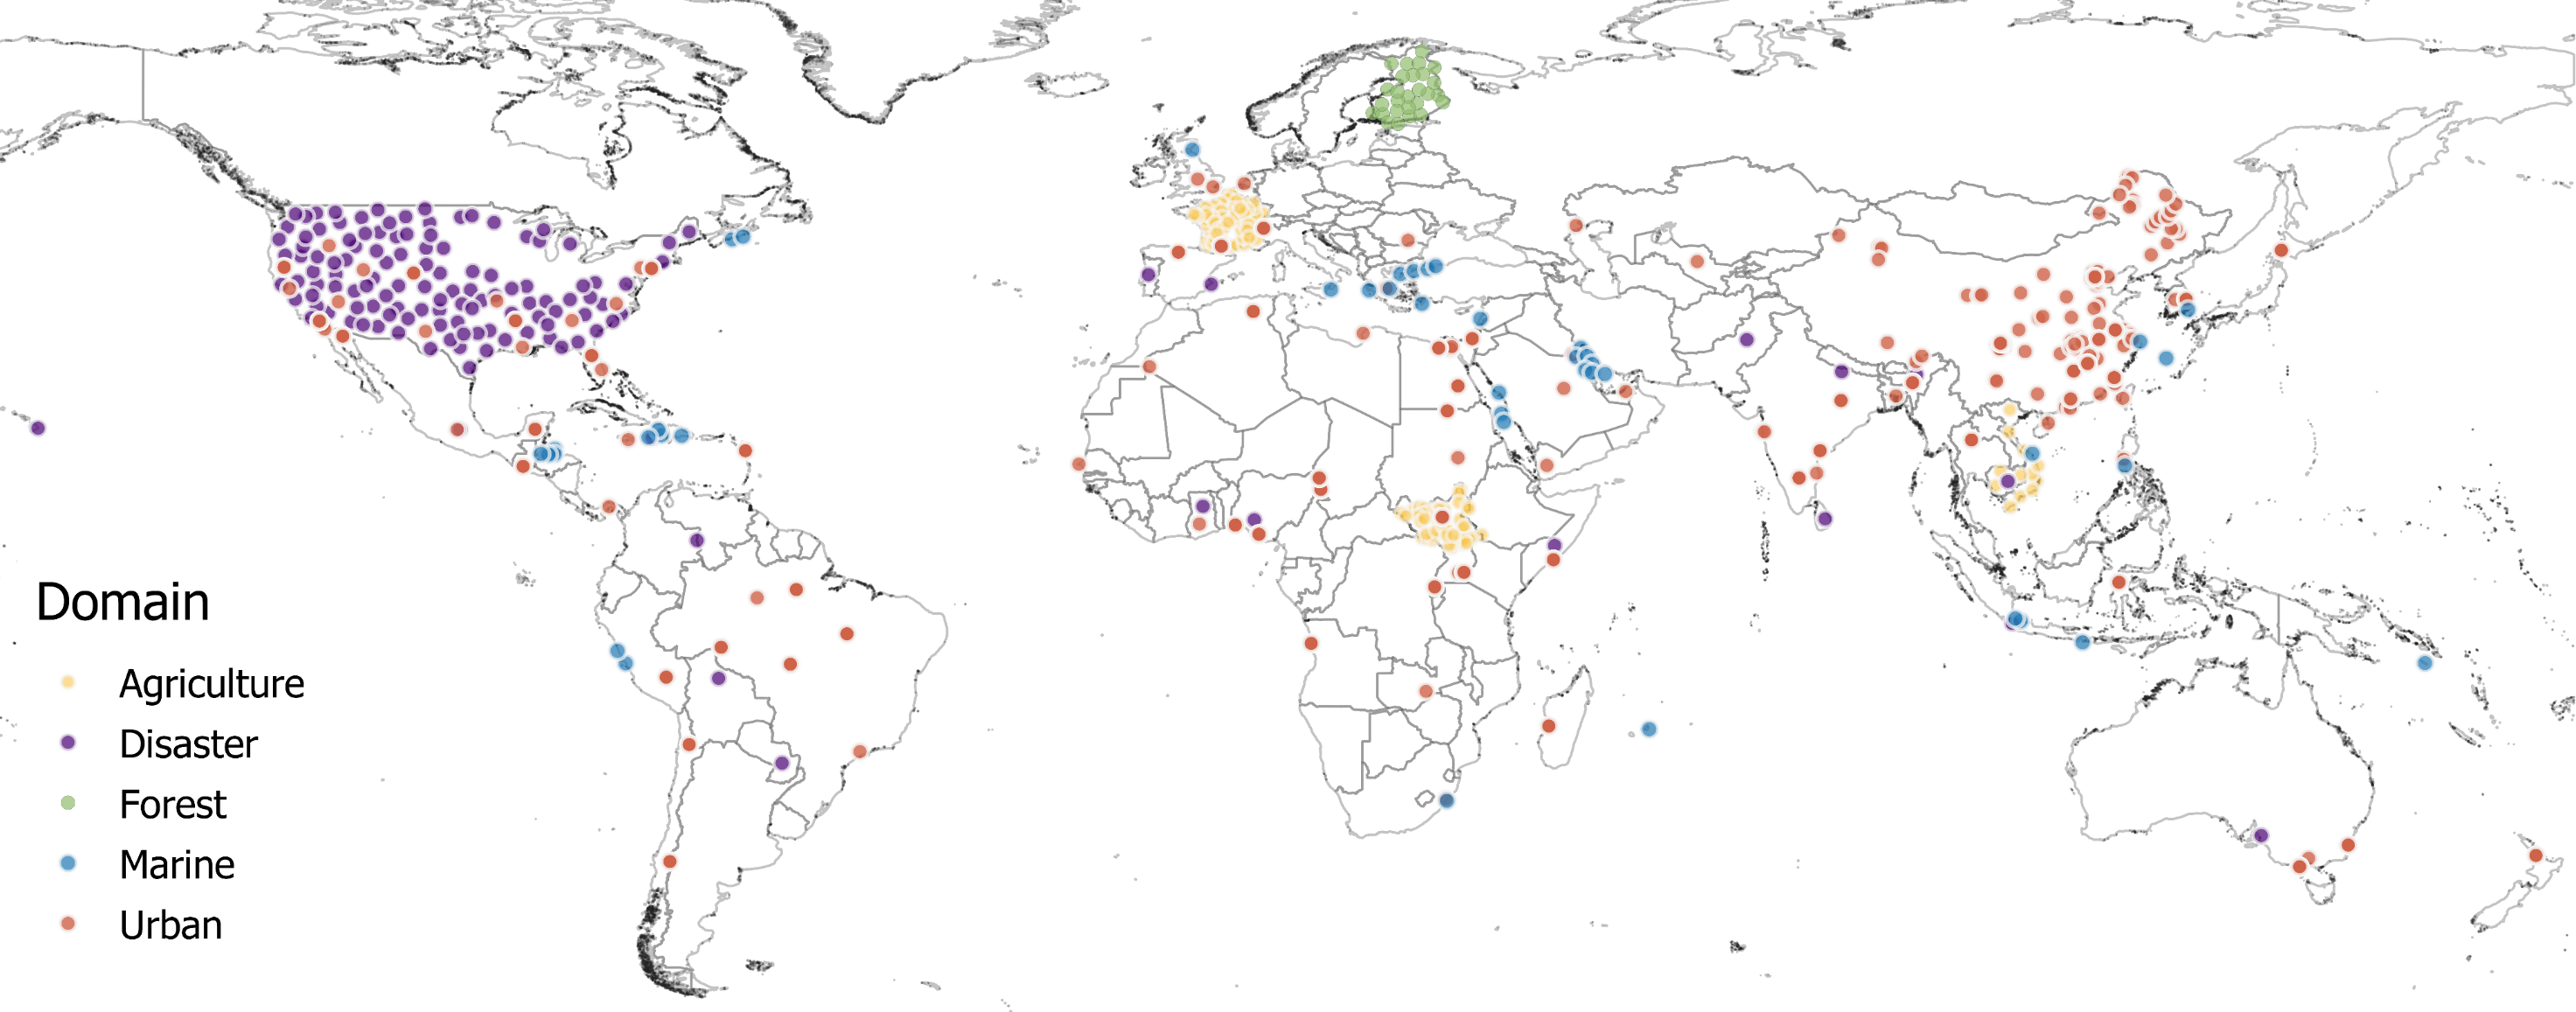 Domain
Agriculture
Disaster
Forest
Marine
Urban